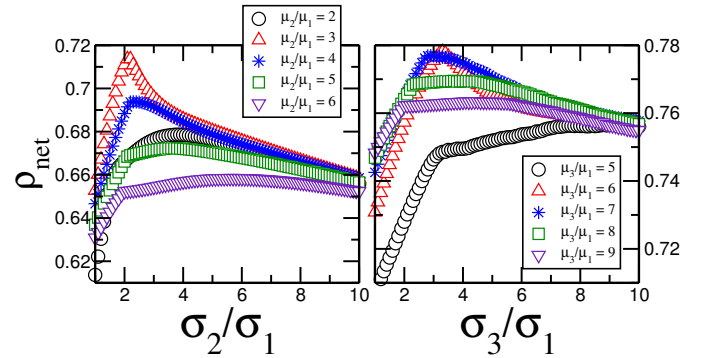 μ₂/μ₁ = 2
μ₂/μ₁ = 3
μ₂/μ₁ = 4
μ₂/μ₁ = 5
μ₂/μ₁ = 6
0.72
0.7
0.68
0.66
0.64
0.62
ρnet
2 4 6 8 10
σ₂/σ₁
0.78
0.76
0.74
0.72
μ₃/μ₁ = 5
μ₃/μ₁ = 6
μ₃/μ₁ = 7
μ₃/μ₁ = 8
μ₃/μ₁ = 9
2 4 6 8 10
σ₃/σ₁